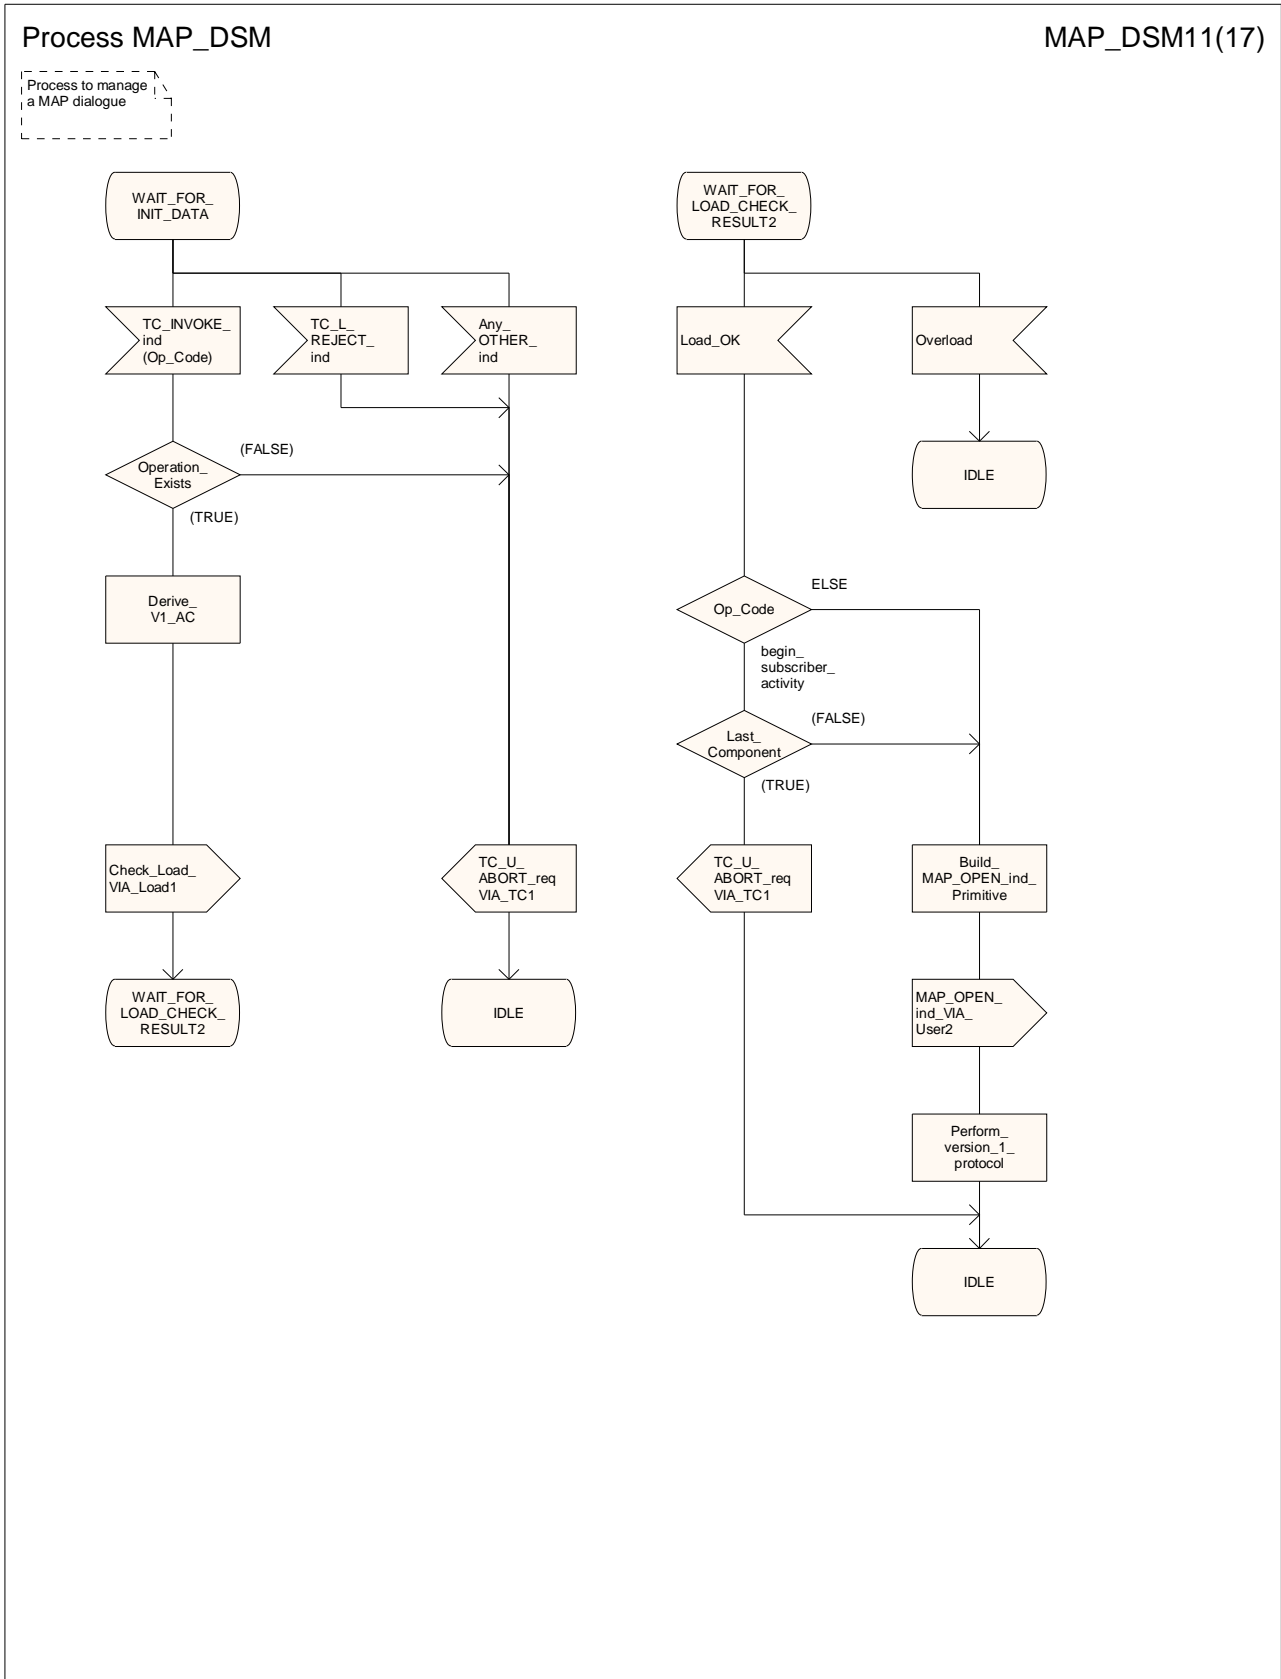 Process MAP_DSM
MAP_DSM11(17)
Process to manage
a MAP dialogue
WAIT_FOR_
INIT_DATA
TC_INVOKE_
ind
(Op_Code)
TC_L_
REJECT_
ind
Any_
OTHER_
ind
Operation_
Exists
(FALSE)
(TRUE)
Derive_
V1_AC
Check_Load_
VIA_Load1
WAIT_FOR_
LOAD_CHECK_
RESULT2
TC_U_
ABORT_req
VIA_TC1
IDLE
WAIT_FOR_
LOAD_CHECK_
RESULT2
Load_OK
Overload
IDLE
Op_Code
ELSE
begin_
subscriber_
activity
Last_
Component
(FALSE)
(TRUE)
TC_U_
ABORT_req
VIA_TC1
Build_
MAP_OPEN_ind_
Primitive
MAP_OPEN_
ind_VIA_
User2
Perform_
version_1_
protocol
IDLE